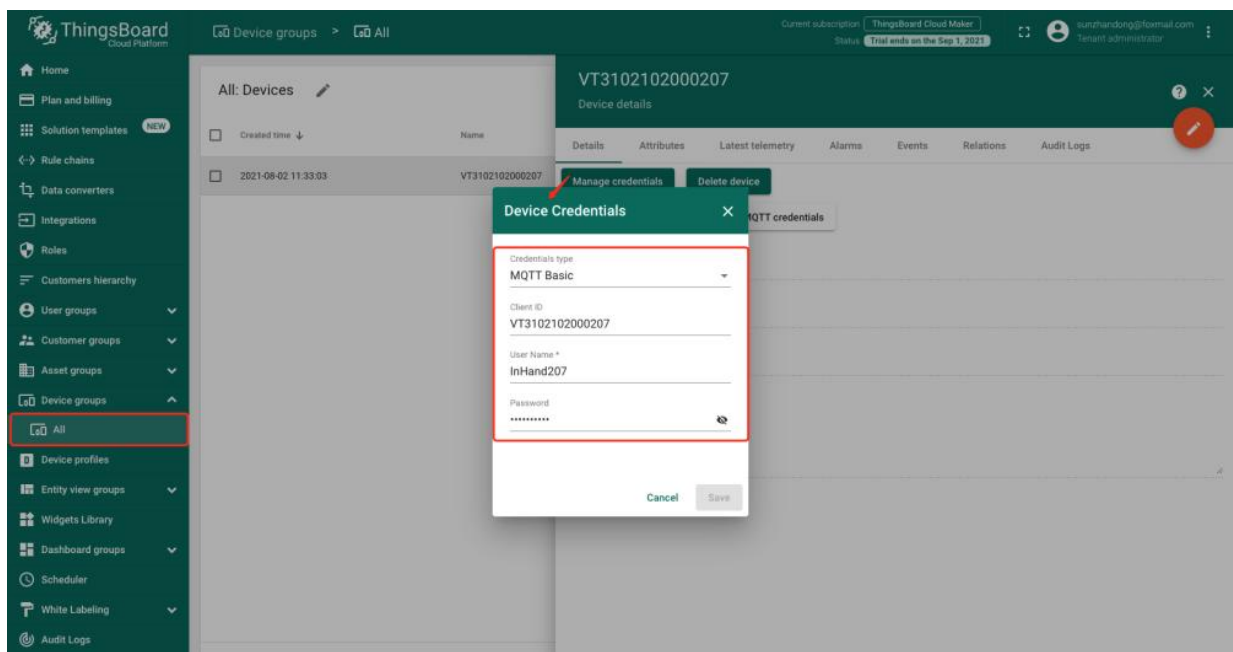 ThingsBoard
Cloud Platform
Device groups > All
Current subscription ThingsBoard Cloud Maker
Status Trial ends on the Sep 1, 2021
sunzhandong@foxmail.com
Tenant administrator
Home
Plan and billing
Solution templates NEW
Rule chains
Data converters
Integrations
Roles
Customers hierarchy
User groups
Customer groups
Asset groups
Device groups
All
Device profiles
Entity view groups
Widgets Library
Dashboard groups
Scheduler
White Labeling
Audit Logs
All: Devices
Created time Name
2021-08-02 11:33:03 VT3102102000207
VT3102102000207
Device details
Details Attributes Latest telemetry Alarms Events Relations Audit Logs
Manage credentials Delete device
MQTT credentials
Device Credentials
Credentials type
MQTT Basic
Client ID
VT3102102000207
User Name *
InHand207
Password
••••••••••
Cancel Save